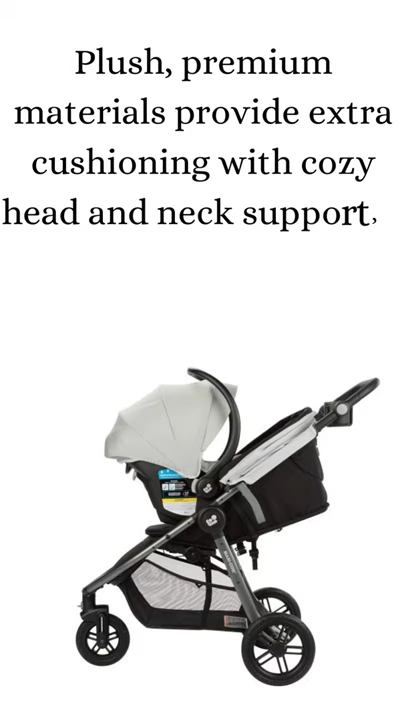 Plush, premium
materials provide extra
cushioning with cozy
head and neck support,